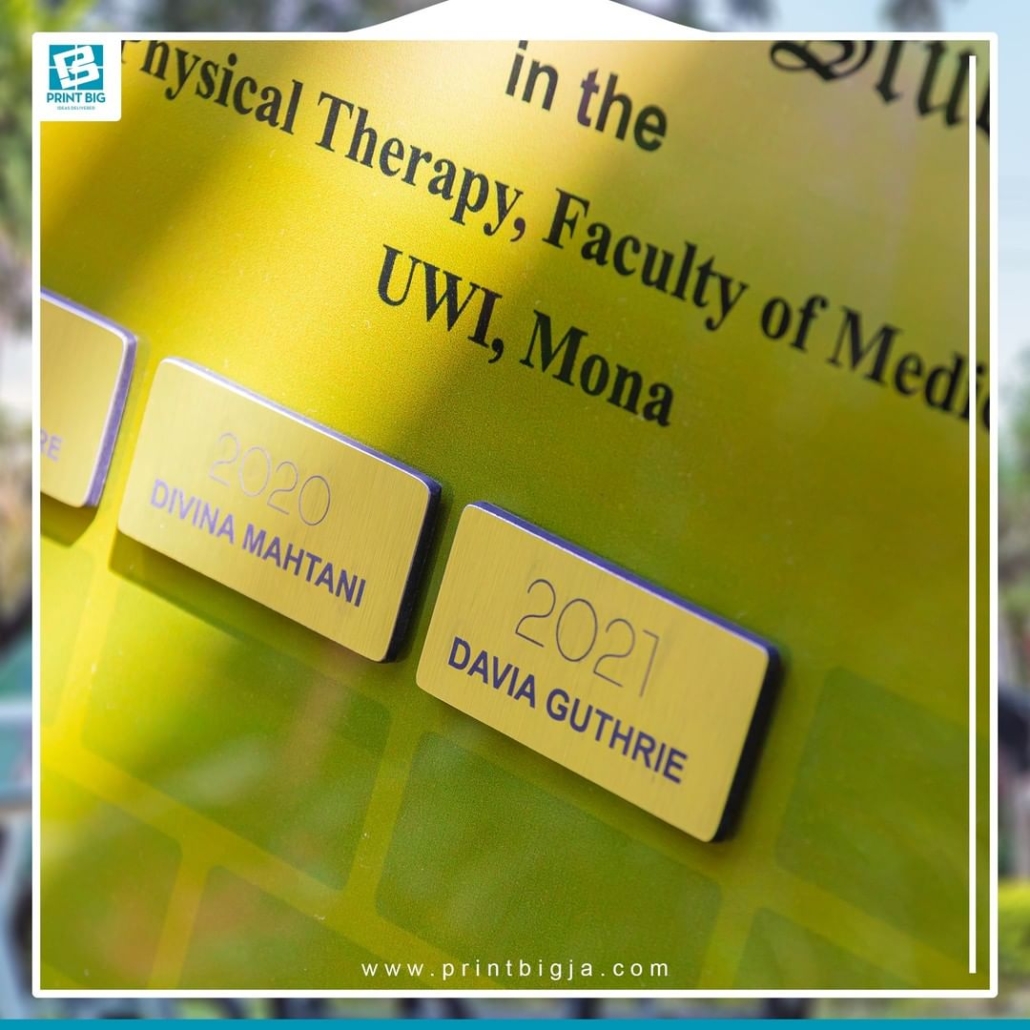 PRINT BIG
in the
Physical Therapy, Faculty of
UWI, Mona
2020
DIVINA MAHTANI
2021
DAVIA GUTHRIE
www.printbigja.com